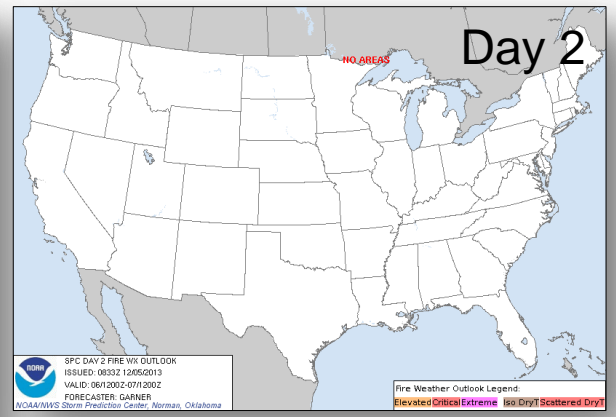 Day 2
NO AREAS
NOAA
SPC DAY 2 FIRE WX OUTLOOK
ISSUED: 0833Z 12/05/2013
VALID: 06/1200Z-07/1200Z
FORECASTER: GARNER
NOAA/NWS Storm Prediction Center, Norman, Oklahoma
Fire Weather Outlook Legend:
Elevated Critical Extreme Iso DryT Scattered DryT